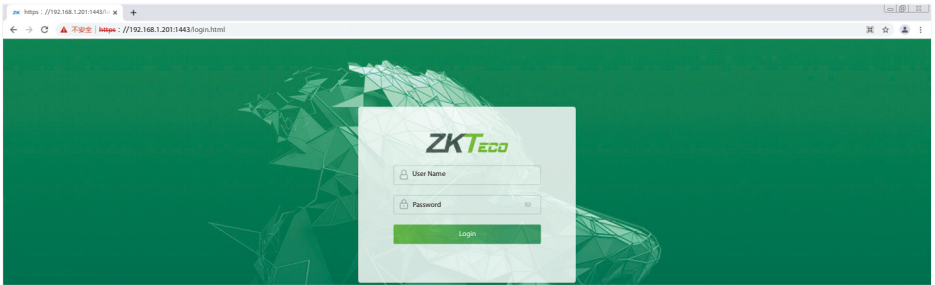 ZK https : //192.168.1.201:1443/l
不安全 | https : //192.168.1.201:1443/login.html
ZKTECO
User Name
Password
Login